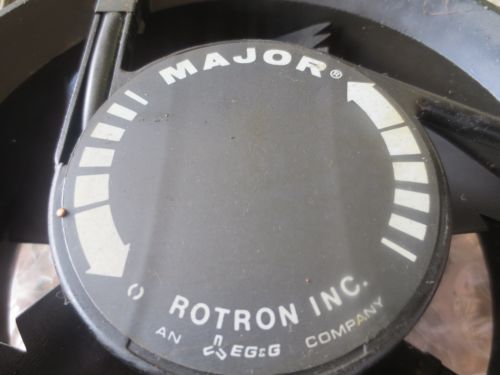 MAJOR®
ROTRON INC.
AN EG&G COMPANY